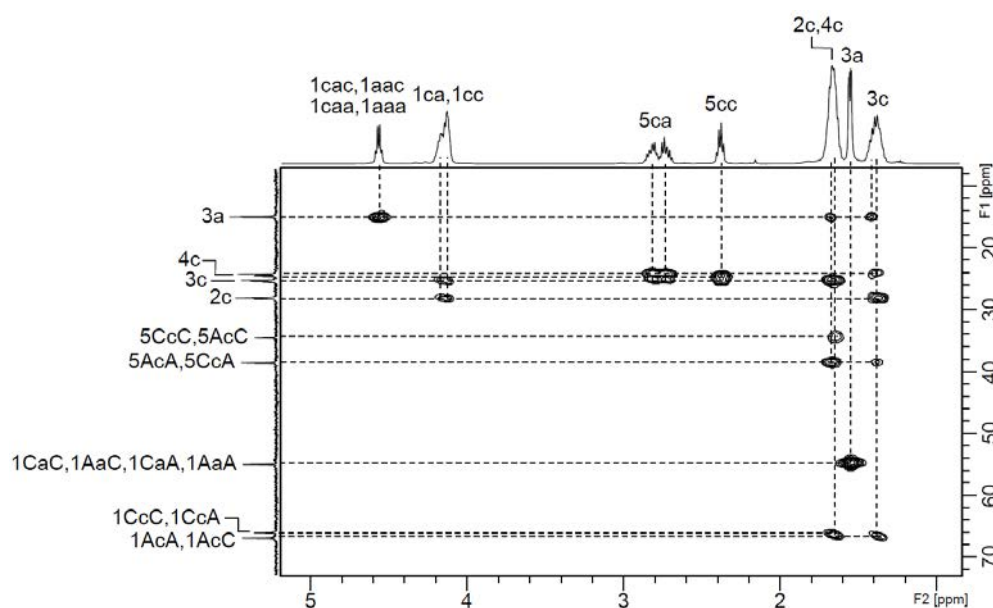 2c,4c
3a
1cac,1aac
1caa,1aaa
1ca,1cc
5ca
5cc
3c
3a
4c
3c
2c
5CcC,5AcC
5AcA,5CcA
1CaC,1AaC,1CaA,1AaA
1CcC,1CcA
1AcA,1AcC
F1 [ppm]
20
30
40
50
60
70
5
4
3
2
F2 [ppm]